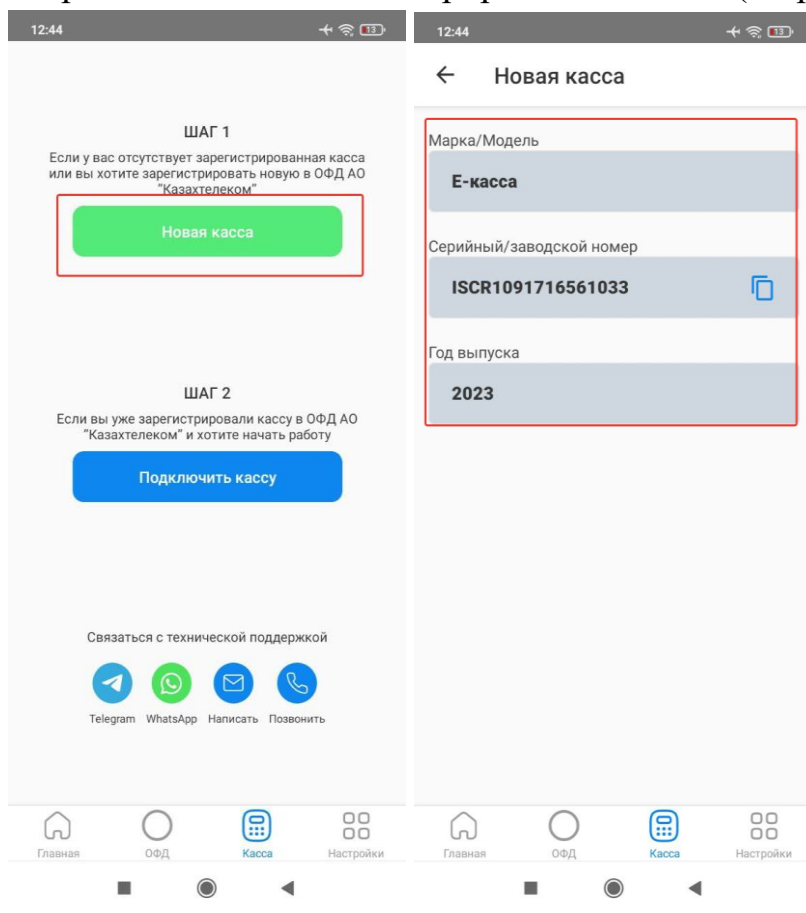 12:44
13
ШАГ 1
Если у вас отсутствует зарегистрированная касса
или вы хотите зарегистрировать новую в ОФД АО
"Казахтелеком"
Новая касса
ШАГ 2
Если вы уже зарегистрировали кассу в ОФД АО
"Казахтелеком" и хотите начать работу
Подключить кассу
Связаться с технической поддержкой
Telegram WhatsApp Написать Позвонить
Главная ОФД Касса Настройки
12:44
13
Новая касса
Марка/Модель
Е-касса
Серийный/заводской номер
ISCR1091716561033
Год выпуска
2023
Главная ОФД Касса Настройки